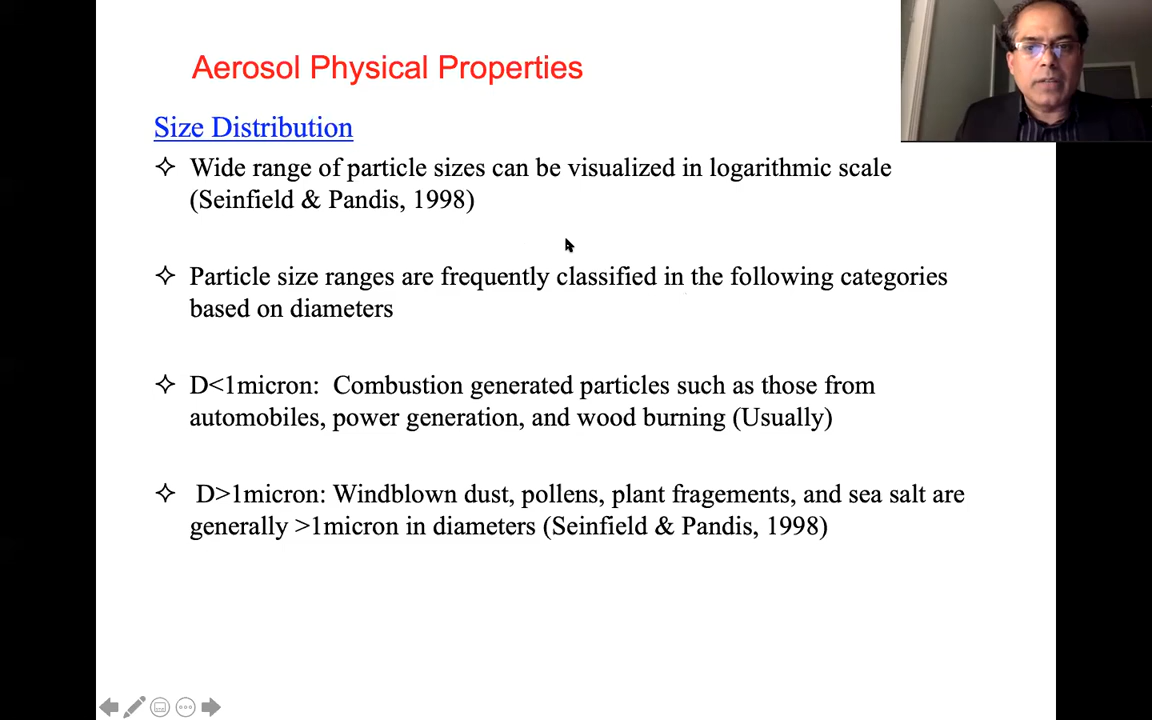 Aerosol Physical Properties
Size Distribution
Wide range of particle sizes can be visualized in logarithmic scale
(Seinfield & Pandis, 1998)
Particle size ranges are frequently classified in the following categories
based on diameters
D<1micron:  Combustion generated particles such as those from
automobiles, power generation, and wood burning (Usually)
D>1micron: Windblown dust, pollens, plant fragements, and sea salt are
generally >1micron in diameters (Seinfield & Pandis, 1998)